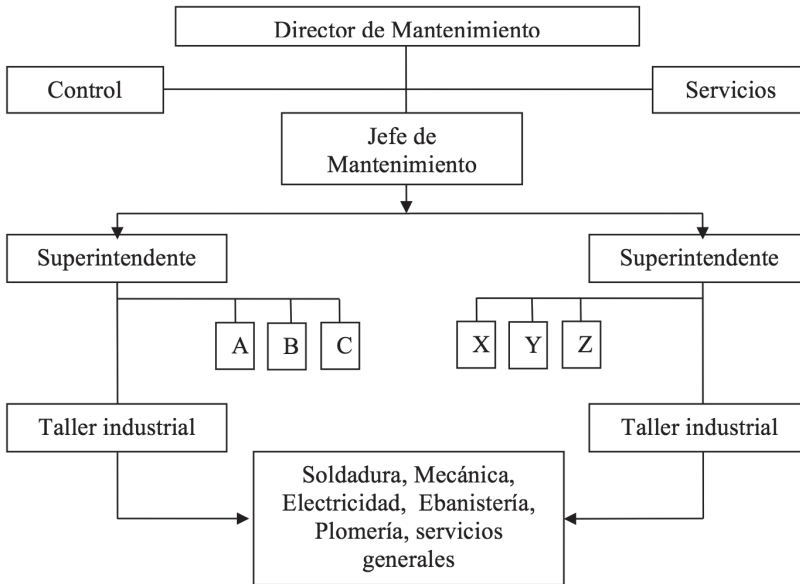 Director de Mantenimiento
Control
Servicios
Jefe de
Mantenimiento
Superintendente
Superintendente
A
B
C
X
Y
Z
Taller industrial
Taller industrial
Soldadura, Mecánica,
Electricidad, Ebanistería,
Plomería, servicios
generales